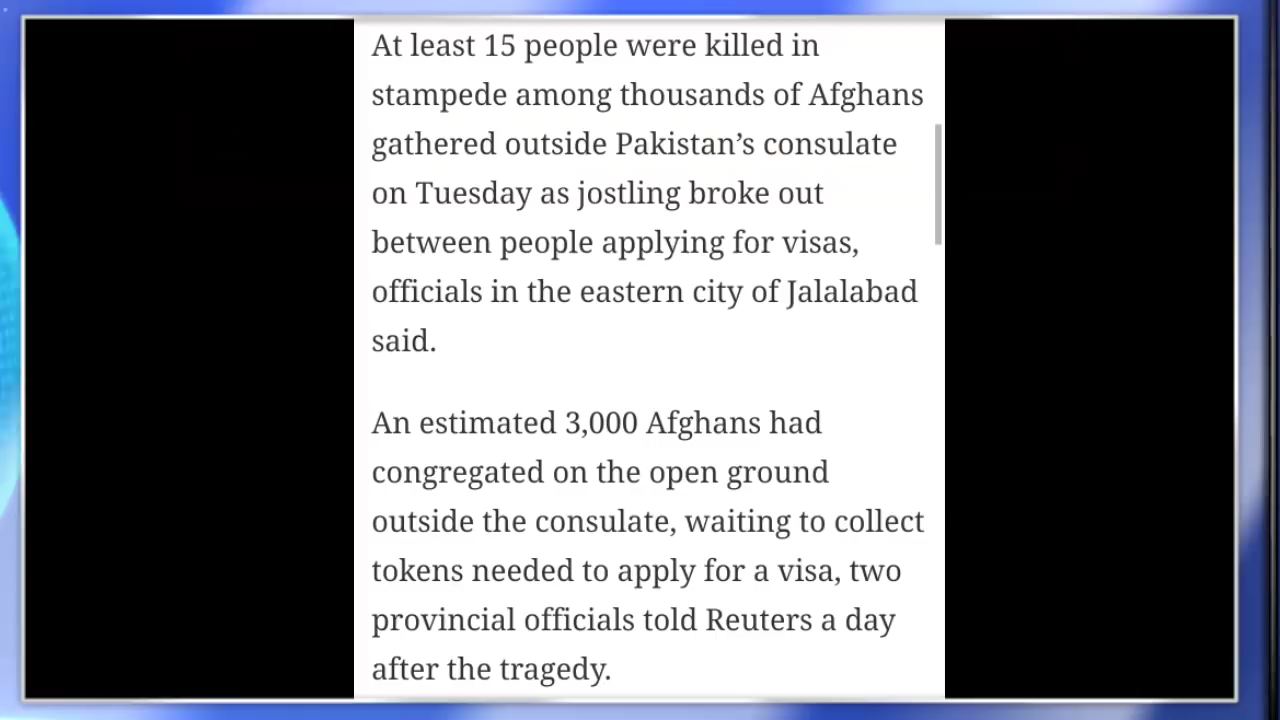 At least 15 people were killed in
stampede among thousands of Afghans
gathered outside Pakistan’s consulate
on Tuesday as jostling broke out
between people applying for visas,
officials in the eastern city of Jalalabad
said.
An estimated 3,000 Afghans had
congregated on the open ground
outside the consulate, waiting to collect
tokens needed to apply for a visa, two
provincial officials told Reuters a day
after the tragedy.